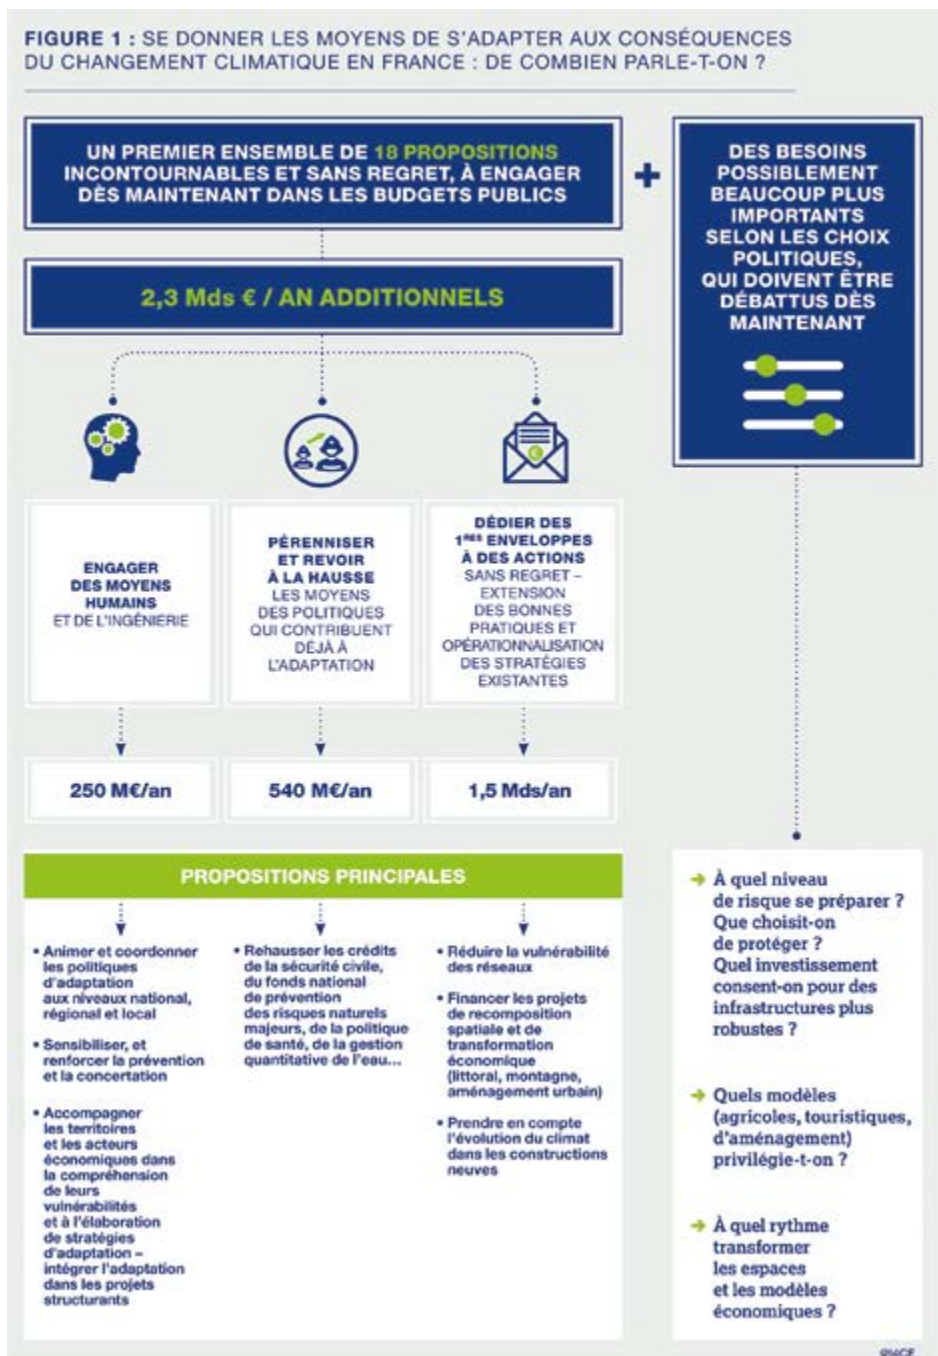 FIGURE 1 : SE DONNER LES MOYENS DE S'ADAPTER AUX CONSÉQUENCES
DU CHANGEMENT CLIMATIQUE EN FRANCE : DE COMBIEN PARLE-T-ON ?
UN PREMIER ENSEMBLE DE 18 PROPOSITIONS
INCONTOURNABLES ET SANS REGRET, À ENGAGER
DÈS MAINTENANT DANS LES BUDGETS PUBLICS
+
DES BESOINS
POSSIBLEMENT
BEAUCOUP PLUS
IMPORTANTS
SELON LES CHOIX
POLITIQUES,
QUI DOIVENT ÊTRE
DÉBATTUS DÈS
MAINTENANT
2,3 Mds € / AN ADDITIONNELS
€
ENGAGER
DES MOYENS
HUMAINS
ET DE L'INGÉNIERIE
PÉRENNISER
ET REVOIR
À LA HAUSSE
LES MOYENS
DES POLITIQUES
QUI CONTRIBUENT
DÉJÀ À
L'ADAPTATION
DÉDIER DES
1RES ENVELOPPES
À DES ACTIONS
SANS REGRET –
EXTENSION
DES BONNES
PRATIQUES ET
OPÉRATIONNALISATION
DES STRATÉGIES
EXISTANTES
250 M€/an
540 M€/an
1,5 Mds/an
PROPOSITIONS PRINCIPALES
• Animer et coordonner
les politiques
d'adaptation
aux niveaux national,
régional et local
• Sensibiliser, et
renforcer la prévention
et la concertation
• Accompagner
les territoires
et les acteurs
économiques dans
la compréhension
de leurs
vulnérabilités
et à l'élaboration
de stratégies
d'adaptation –
intégrer l'adaptation
dans les projets
structurants
• Rehausser les crédits
de la sécurité civile,
du fonds national
de prévention
des risques naturels
majeurs, de la politique
de santé, de la gestion
quantitative de l'eau...
• Réduire la vulnérabilité
des réseaux
• Financer les projets
de recomposition
spatiale et de
transformation
économique
(littoral, montagne,
aménagement urbain)
• Prendre en compte
l'évolution du climat
dans les constructions
neuves
→ À quel niveau
de risque se préparer ?
Que choisit-on
de protéger ?
Quel investissement
consent-on pour des
infrastructures plus
robustes ?
→ Quels modèles
(agricoles, touristiques,
d'aménagement)
privilégie-t-on ?
→ À quel rythme
transformer
les espaces
et les modèles
économiques ?